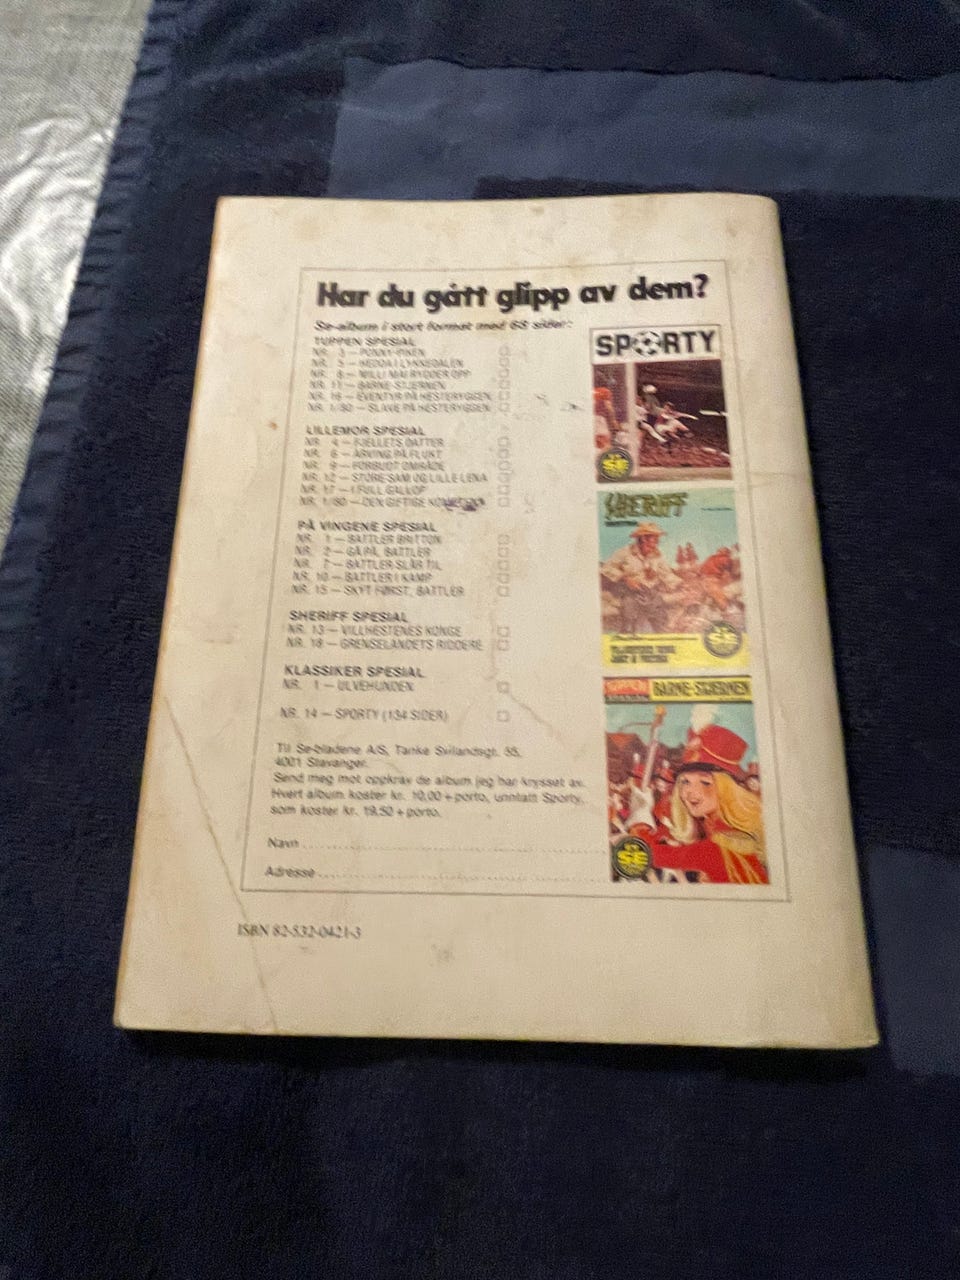 Har du gått glipp av dem?
Se-album i stort format med 68 sider:
TUPPEN SPESIAL
NR. 3 — PONNY-PIKEN
NR. 5 — HEDDA I LYKKEDALEN
NR. 8 — WILLI MAI RYDDER OPP
NR. 11 — BARNE-STJERNEN
NR. 16 — EVENTYR PÅ HESTERYGGEN
NR. 1/80 — SLAVE PÅ HESTERYGGEN
LILLEMOR SPESIAL
NR. 4 — FJELLETS DATTER
NR. 6 — ARVING PÅ FLUKT
NR. 9 — FORBUDT OMRÅDE
NR. 12 — STORE-SAM OG LILLE-LENA
NR. 17 — I FULL GALOPP
NR. 1/80 — DEN GIFTIGE
PÅ VINGENE SPESIAL
NR. 1 — BATTLER BRITTON
NR. 2 — GÅ PÅ, BATTLER
NR. 7 — BATTLER SLÅR TIL
NR. 10 — BATTLER I KAMP
NR. 15 — SKYT FØRST, BATTLER
SHERIFF SPESIAL
NR. 13 — VILLHESTENES KONGE
NR. 18 — GRENSELANDETS RIDDERE
KLASSIKER SPESIAL
NR. 1 — ULVEHUNDEN
NR. 14 — SPORTY (134 SIDER)
Til Se-bladene A/S, Tanke Svilandsgt. 55,
4001 Stavanger.
Send meg mot oppkrav de album jeg har krysset av.
Hvert album koster kr. 10,00 + porto, unntatt Sporty,
som koster kr. 19,50 + porto.
Navn
Adresse
SPORTY
SE
SHERIFF
SE
BARNE-STJERNEN
SE
ISBN 82-532-0421-3